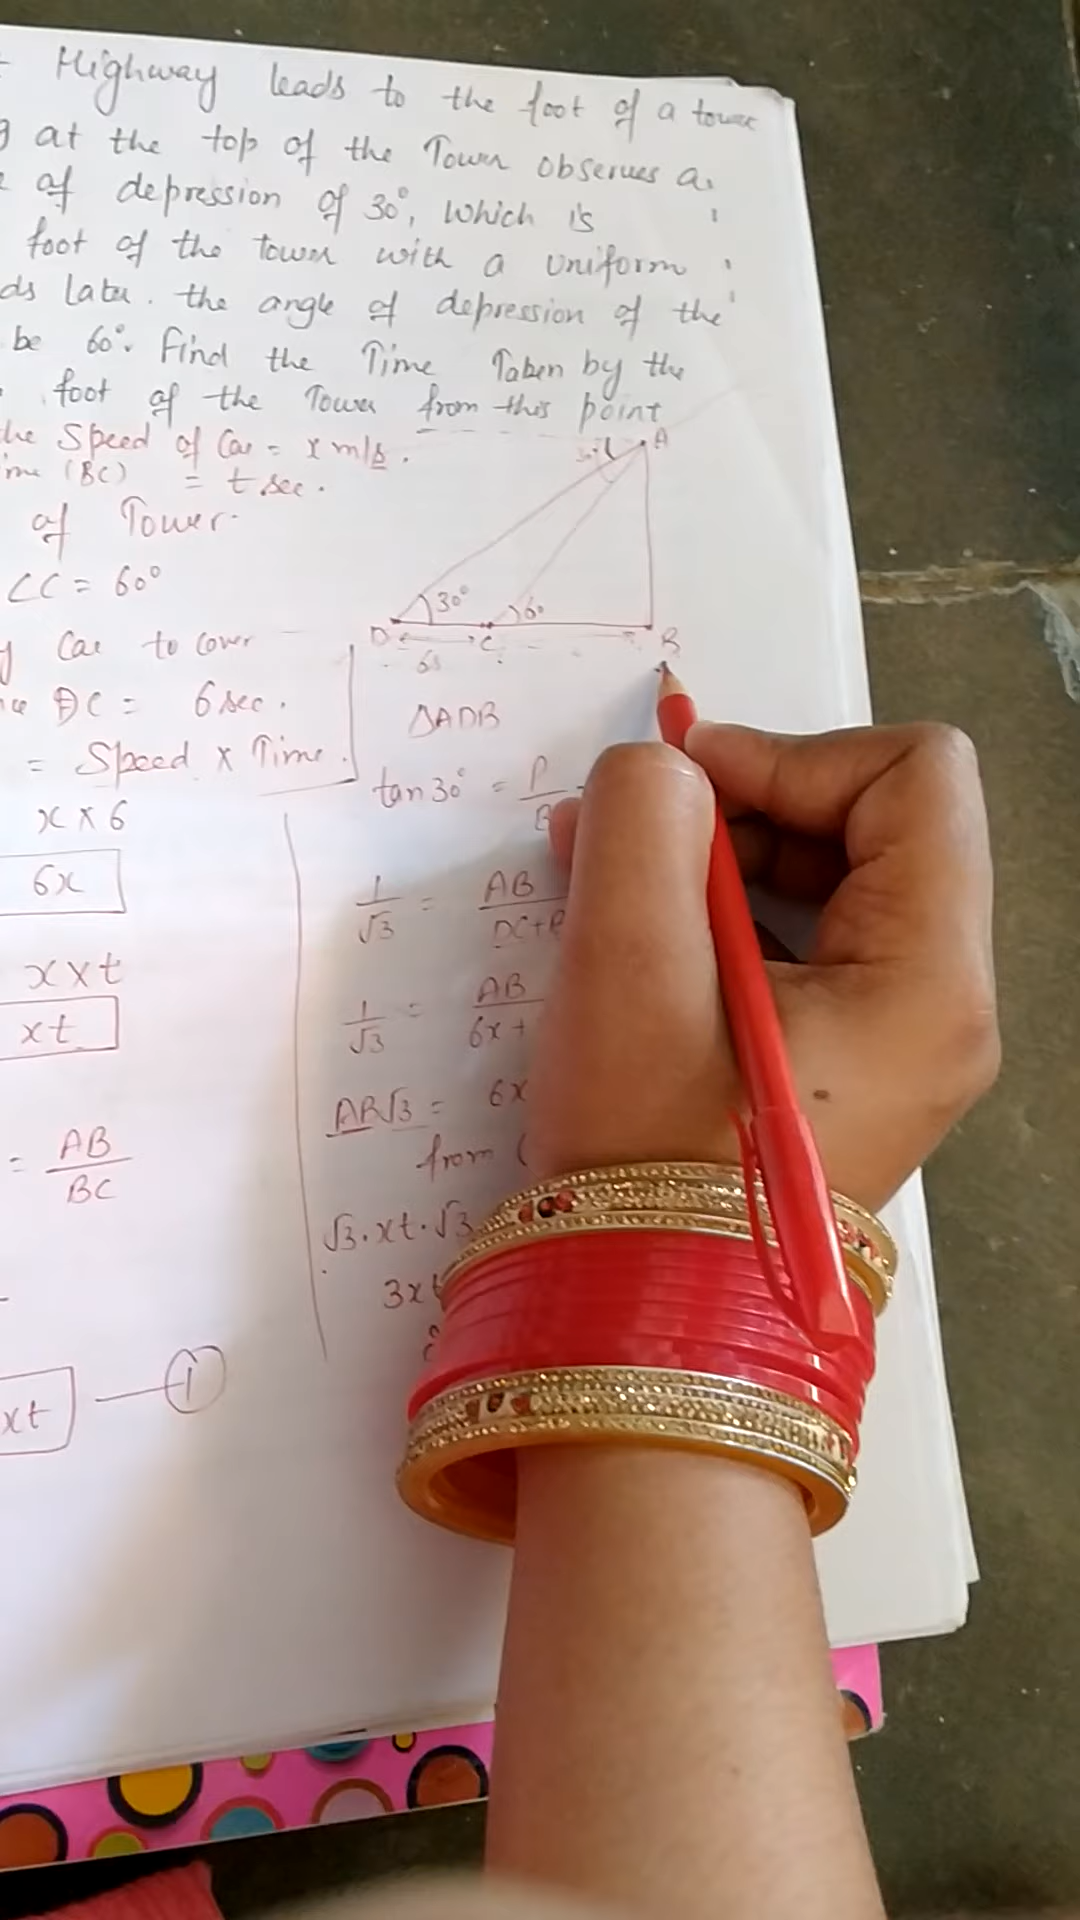 Highway leads to the foot of a tower
at the top of the Tower observes a
of depression of 30°, which is
foot of the tower with a uniform
ds later. the angle of depression of the
be 60°. Find the Time Taken by the
foot of the Tower from this point
the Speed of Car = x m/s.
me (BC) = t sec.
of Tower.
∠C = 60°
Car to cover
DC = 6 sec.
= Speed × Time.
x × 6
6x
x × t
xt
= AB/BC
xt — ①
A
30° 60
D C B
6s
ΔADB
tan 30° = P/B
1/√3 = AB/DC+
1/√3 = AB/6x+
AB√3 = 6x
from (
√3·xt·√3
3xt